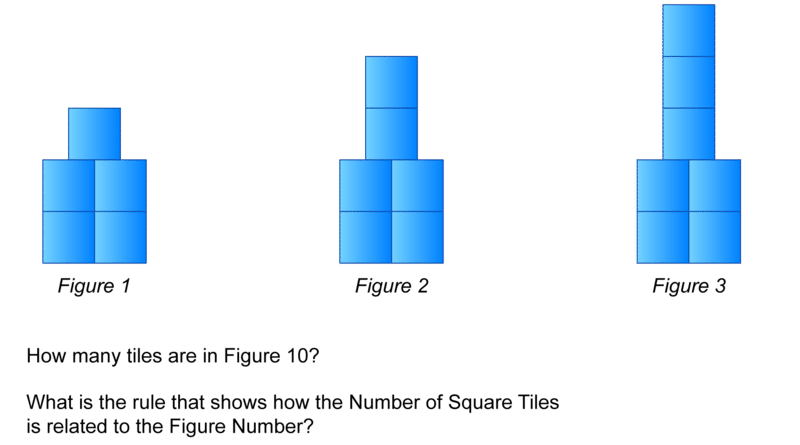 Figure 1
Figure 2
Figure 3
How many tiles are in Figure 10?
What is the rule that shows how the Number of Square Tiles
is related to the Figure Number?